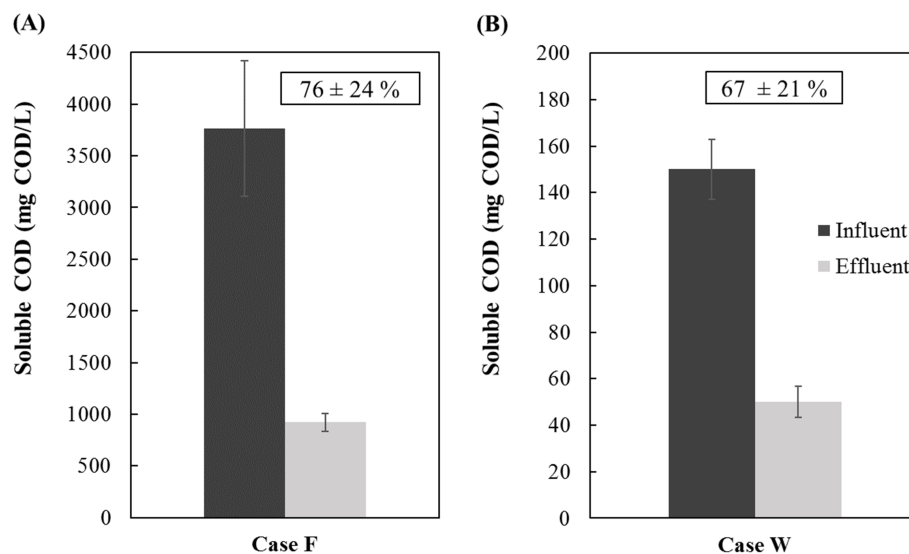 (A)
76 ± 24 %
Soluble COD (mg COD/L)
4500
4000
3500
3000
2500
2000
1500
1000
500
0
Case F
(B)
67 ± 21 %
Soluble COD (mg COD/L)
200
180
160
140
120
100
80
60
40
20
0
Influent
Effluent
Case W